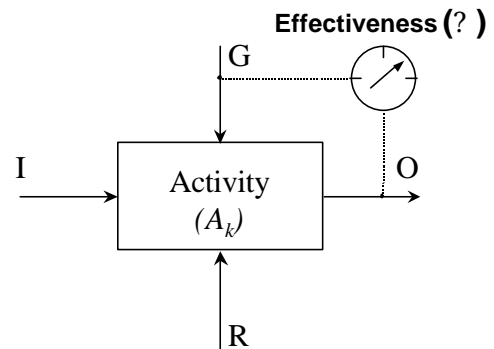 Effectiveness (? )
G
I
Activity
O
(Aₖ)
R